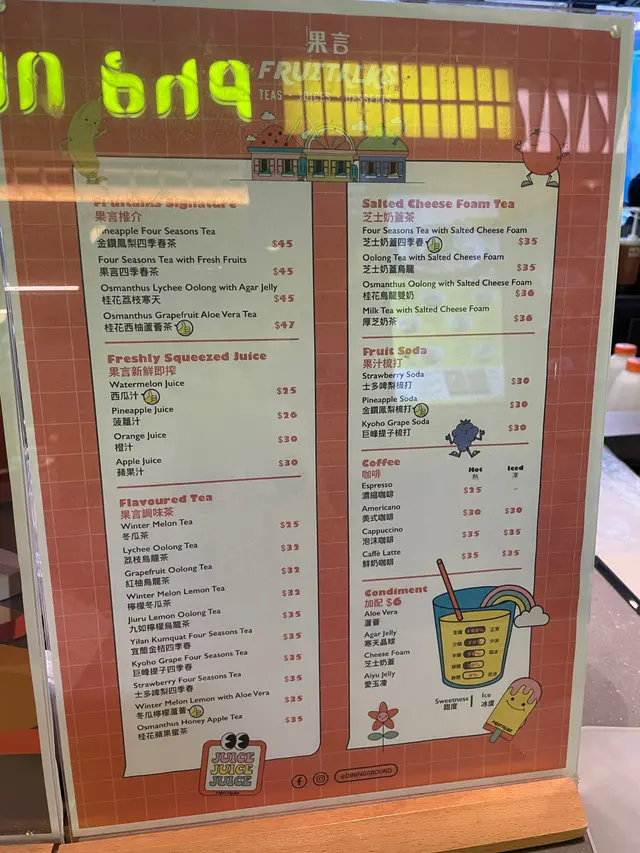 果言
FRUITALKS
TEAS · JUICES · DESSERTS
Fruitalks Signature
果言推介
Pineapple Four Seasons Tea
金鑽鳳梨四季春茶 $45
Four Seasons Tea with Fresh Fruits
果言四季春茶 $45
Osmanthus Lychee Oolong with Agar Jelly
桂花荔枝寒天 $45
Osmanthus Grapefruit Aloe Vera Tea
桂花西柚蘆薈茶 $47
Freshly Squeezed Juice
果言新鮮即搾
Watermelon Juice
西瓜汁 $25
Pineapple Juice
菠蘿汁 $26
Orange Juice
橙汁 $30
Apple Juice
蘋果汁 $30
Flavoured Tea
果言調味茶
Winter Melon Tea
冬瓜茶 $25
Lychee Oolong Tea
荔枝烏龍茶 $32
Grapefruit Oolong Tea
紅柚烏龍茶 $32
Winter Melon Lemon Tea
檸檬冬瓜茶 $32
Jiuru Lemon Oolong Tea
九如檸檬烏龍茶 $35
Yilan Kumquat Four Seasons Tea
宜蘭金桔四季春 $35
Kyoho Grape Four Seasons Tea
巨峰提子四季春 $35
Strawberry Four Seasons Tea
士多啤梨四季春 $35
Winter Melon Lemon with Aloe Vera
冬瓜檸檬蘆薈 $35
Osmanthus Honey Apple Tea
桂花蘋果蜜茶 $35
JUICE
JUICE
JUICE
Salted Cheese Foam Tea
芝士奶蓋茶
Four Seasons Tea with Salted Cheese Foam
芝士奶蓋四季春 $35
Oolong Tea with Salted Cheese Foam
芝士奶蓋烏龍 $35
Osmanthus Oolong with Salted Cheese Foam
桂花烏龍雙奶 $36
Milk Tea with Salted Cheese Foam
厚芝奶茶 $36
Fruit Soda
果汁梳打
Strawberry Soda
士多啤梨梳打 $30
Pineapple Soda
金鑽鳳梨梳打 $30
Kyoho Grape Soda
巨峰提子梳打 $30
Coffee
咖啡
Hot Iced
熱 凍
Espresso
濃縮咖啡 $25 –
Americano
美式咖啡 $30 $30
Cappuccino
泡沫咖啡 $35 $35
Caffè Latte
鮮奶咖啡 $35 $35
Condiment
加配 $6
Aloe Vera
蘆薈
Agar Jelly
寒天晶球
Cheese Foam
芝士奶蓋
Aiyu Jelly
愛玉凍
Sweetness Ice
甜度 冰度
@DININGGROUND